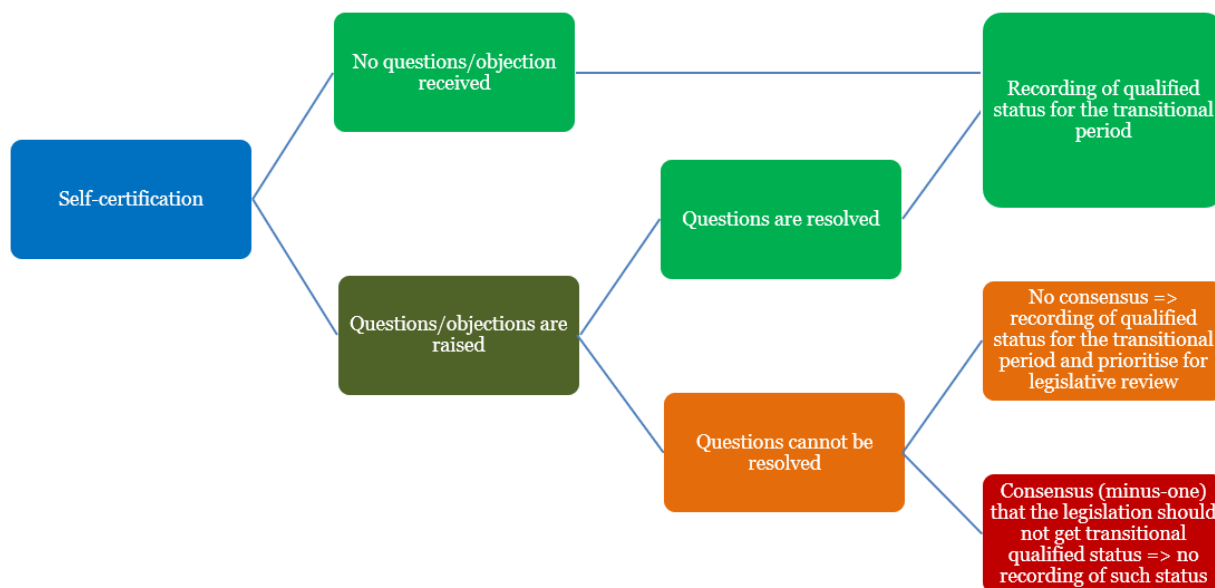 No questions/objection
received
Recording of qualified
status for the transitional
period
Self-certification
Questions are resolved
Questions/objections are
raised
No consensus =>
recording of qualified
status for the transitional
period and prioritise for
legislative review
Questions cannot be
resolved
Consensus (minus-one)
that the legislation should
not get transitional
qualified status => no
recording of such status